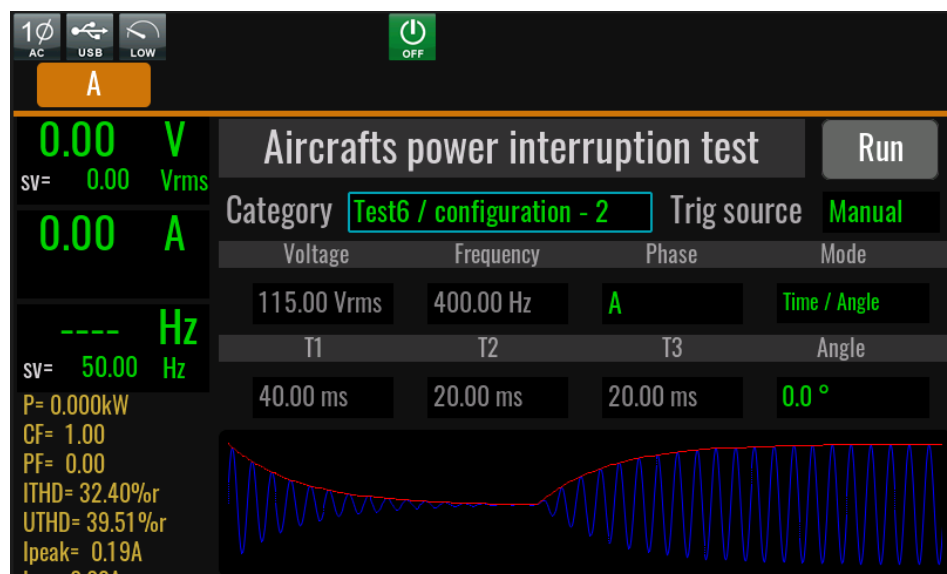 1Ø AC USB LOW OFF
A
0.00 V
sv= 0.00 Vrms
0.00 A
---- Hz
sv= 50.00 Hz
P= 0.000kW
CF= 1.00
PF= 0.00
ITHD= 32.40%r
UTHD= 39.51%r
Ipeak= 0.19A
Aircrafts power interruption test Run
Category Test6 / configuration - 2 Trig source Manual
Voltage Frequency Phase Mode
115.00 Vrms 400.00 Hz A Time / Angle
T1 T2 T3 Angle
40.00 ms 20.00 ms 20.00 ms 0.0 °